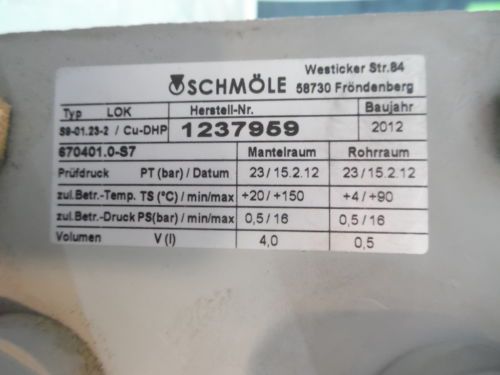 SCHMÖLE Westicker Str.84
58730 Fröndenberg
Typ LOK Herstell-Nr. Baujahr
S9-01.23-2 / Cu-DHP 1237959 2012
670401.0-S7 Mantelraum Rohrraum
Prüfdruck PT (bar) / Datum 23/15.2.12 23/15.2.12
zul.Betr.-Temp. TS (°C) / min/max +20/+150 +4/+90
zul.Betr.-Druck PS(bar) / min/max 0,5/16 0,5/16
Volumen V (l) 4,0 0,5